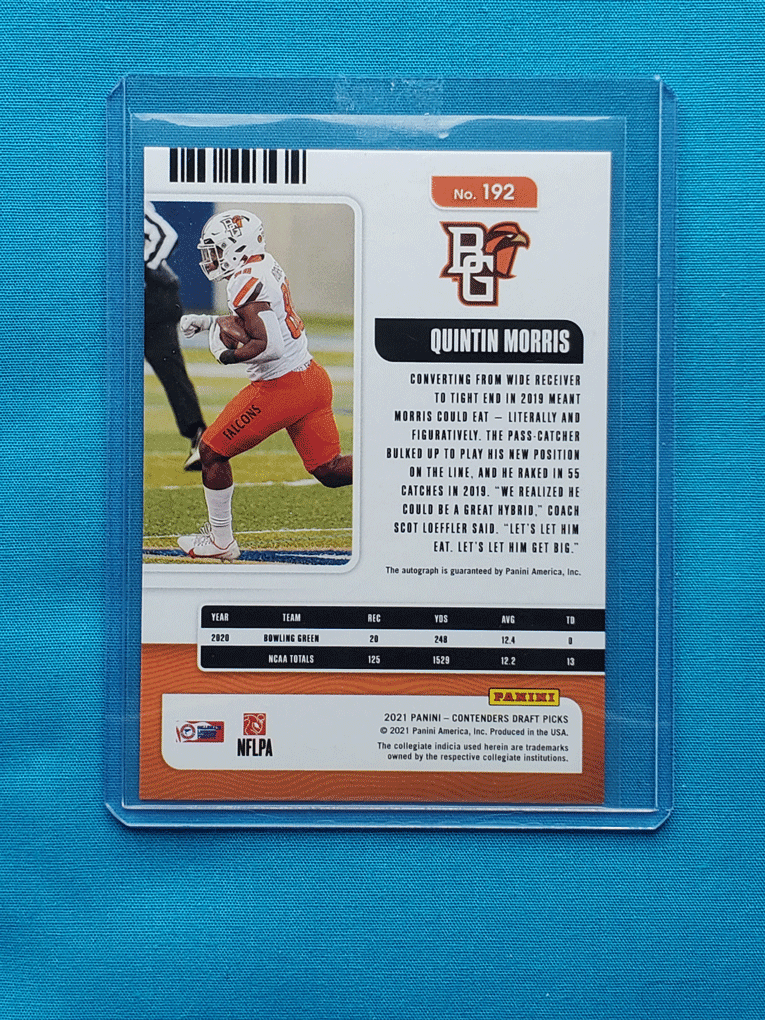 No. 192
BG
QUINTIN MORRIS
CONVERTING FROM WIDE RECEIVER
TO TIGHT END IN 2019 MEANT
MORRIS COULD EAT – LITERALLY AND
FIGURATIVELY. THE PASS-CATCHER
BULKED UP TO PLAY HIS NEW POSITION
ON THE LINE, AND HE RAKED IN 55
CATCHES IN 2019. “WE REALIZED HE
COULD BE A GREAT HYBRID,” COACH
SCOT LOEFFLER SAID. “LET’S LET HIM
EAT. LET’S LET HIM GET BIG.”
The autograph is guaranteed by Panini America, Inc.
FALCONS
YEAR TEAM REC YDS AVG TD
2020 BOWLING GREEN 20 248 12.4 0
NCAA TOTALS 125 1529 12.2 13
PANINI
2021 PANINI – CONTENDERS DRAFT PICKS
© 2021 Panini America, Inc. Produced in the USA.
The collegiate indicia used herein are trademarks
owned by the respective collegiate institutions.
NFLPA